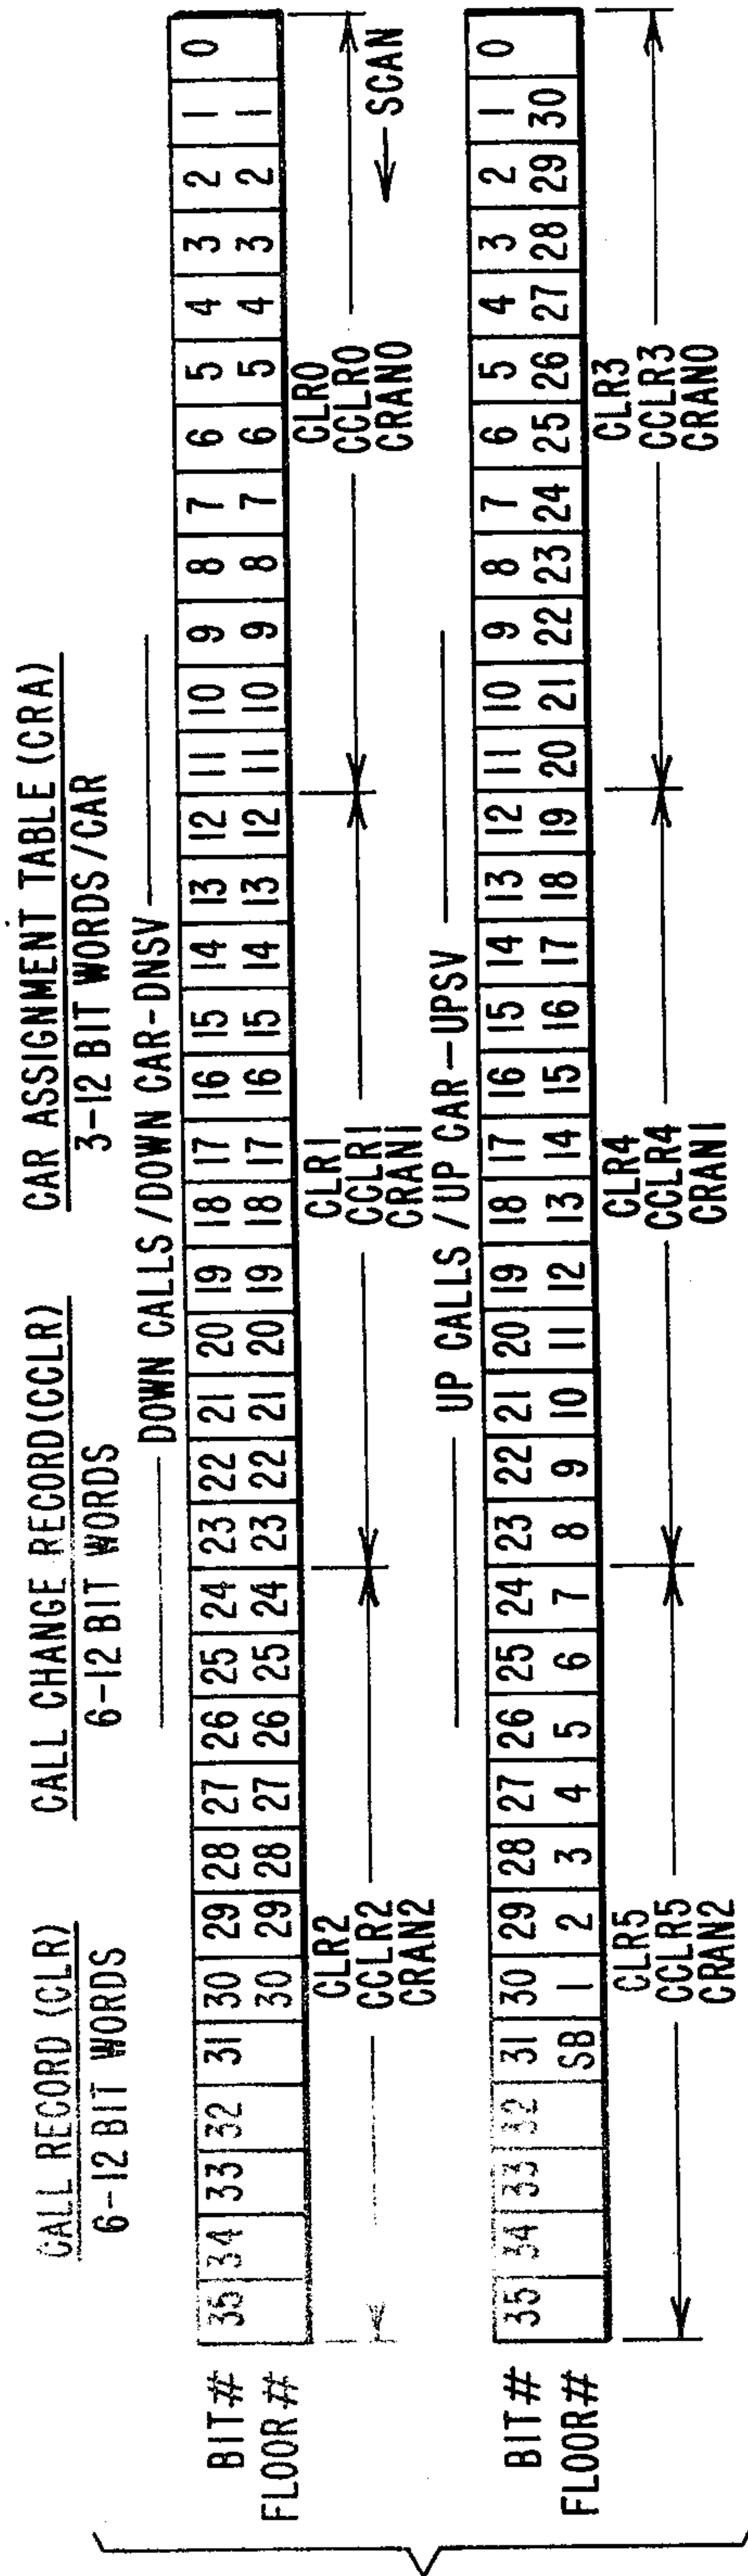 CALL RECORD (CLR) CALL CHANGE RECORD (CCLR) CAR ASSIGNMENT TABLE (CRA)
6-12 BIT WORDS 6-12 BIT WORDS 3-12 BIT WORDS/CAR
DOWN CALLS/DOWN CAR-DNSV
BIT# 35 34 33 32 31 30 29 28 27 26 25 24 23 22 21 20 19 18 17 16 15 14 13 12 11 10 9 8 7 6 5 4 3 2 1 0
FLOOR# 30 29 28 27 26 25 24 23 22 21 20 19 18 17 16 15 14 13 12 11 10 9 8 7 6 5 4 3 2 1
CLR2 CLR1 CLR0
CCLR2 CCLR1 CCLR0
CRAN2 CRAN1 CRAN0
SCAN
UP CALLS/UP CAR-UPSV
BIT# 35 34 33 32 31 30 29 28 27 26 25 24 23 22 21 20 19 18 17 16 15 14 13 12 11 10 9 8 7 6 5 4 3 2 1 0
FLOOR# SB 1 2 3 4 5 6 7 8 9 10 11 12 13 14 15 16 17 18 19 20 21 22 23 24 25 26 27 28 29 30
CLR5 CLR4 CLR3
CCLR5 CCLR4 CCLR3
CRAN2 CRAN1 CRAN0